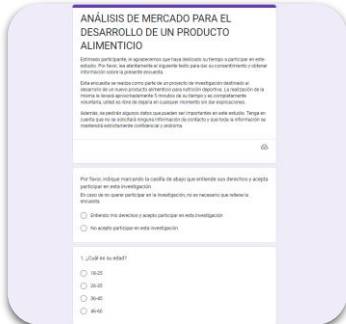 ANÁLISIS DE MERCADO PARA EL
DESARROLLO DE UN PRODUCTO
ALIMENTICIO
Estimado participante, le agradecemos que haya dedicado su tiempo a participar en este
estudio. Por favor, lea atentamente el siguiente texto para dar su consentimiento y obtener
información sobre la presente encuesta.
Esta encuesta se realiza como parte de un proyecto de investigación destinado al
desarrollo de un nuevo producto alimenticio para nutrición deportiva. La realización de la
misma le llevará aproximadamente 5 minutos de su tiempo y es completamente
voluntaria, usted es libre de dejarla en cualquier momento sin dar explicaciones.
Además, se pedirán algunos datos que pueden ser importantes en este estudio. Tenga en
cuenta que no se solicitará ninguna información de contacto y que toda la información se
mantendrá estrictamente confidencial y anónima.
Por favor, indique marcando la casilla de abajo que entiende sus derechos y acepta
participar en esta investigación.
En caso de no querer participar en la investigación, no es necesario que rellene la
encuesta.
Entiendo mis derechos y acepto participar en esta investigación
No acepto participar en esta investigación
1. ¿Cuál es su edad?
18-25
26-35
36-45
46-60